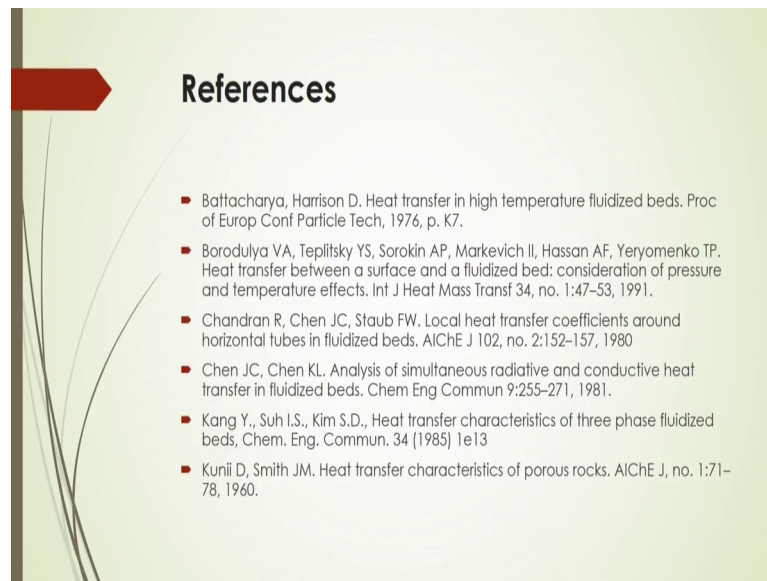 References
Battacharya, Harrison D. Heat transfer in high temperature fluidized beds. Proc
of Europ Conf Particle Tech, 1976, p. K7.
Borodulya VA, Teplitsky YS, Sorokin AP, Markevich II, Hassan AF, Yeryomenko TP.
Heat transfer between a surface and a fluidized bed: consideration of pressure
and temperature effects. Int J Heat Mass Transf 34, no. 1:47–53, 1991.
Chandran R, Chen JC, Staub FW. Local heat transfer coefficients around
horizontal tubes in fluidized beds. AIChE J 102, no. 2:152–157, 1980
Chen JC, Chen KL. Analysis of simultaneous radiative and conductive heat
transfer in fluidized beds. Chem Eng Commun 9:255–271, 1981.
Kang Y., Suh I.S., Kim S.D., Heat transfer characteristics of three phase fluidized
beds, Chem. Eng. Commun. 34 (1985) 1e13
Kunii D, Smith JM. Heat transfer characteristics of porous rocks. AIChE J, no. 1:71–
78, 1960.